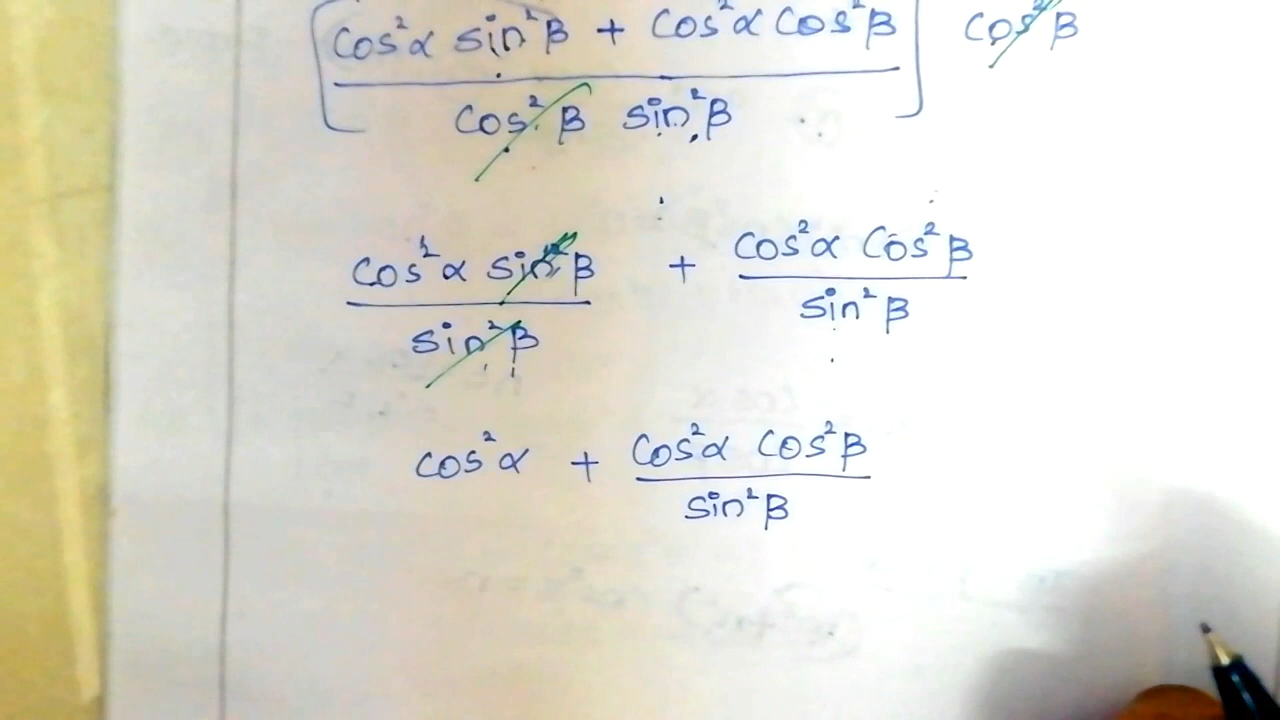 [cos²α sin²β + cos²α cos²β] cos²β
cos²β sin²β
cos²α sin²β + cos²α cos²β
sin²β sin²β
cos²α + cos²α cos²β
sin²β